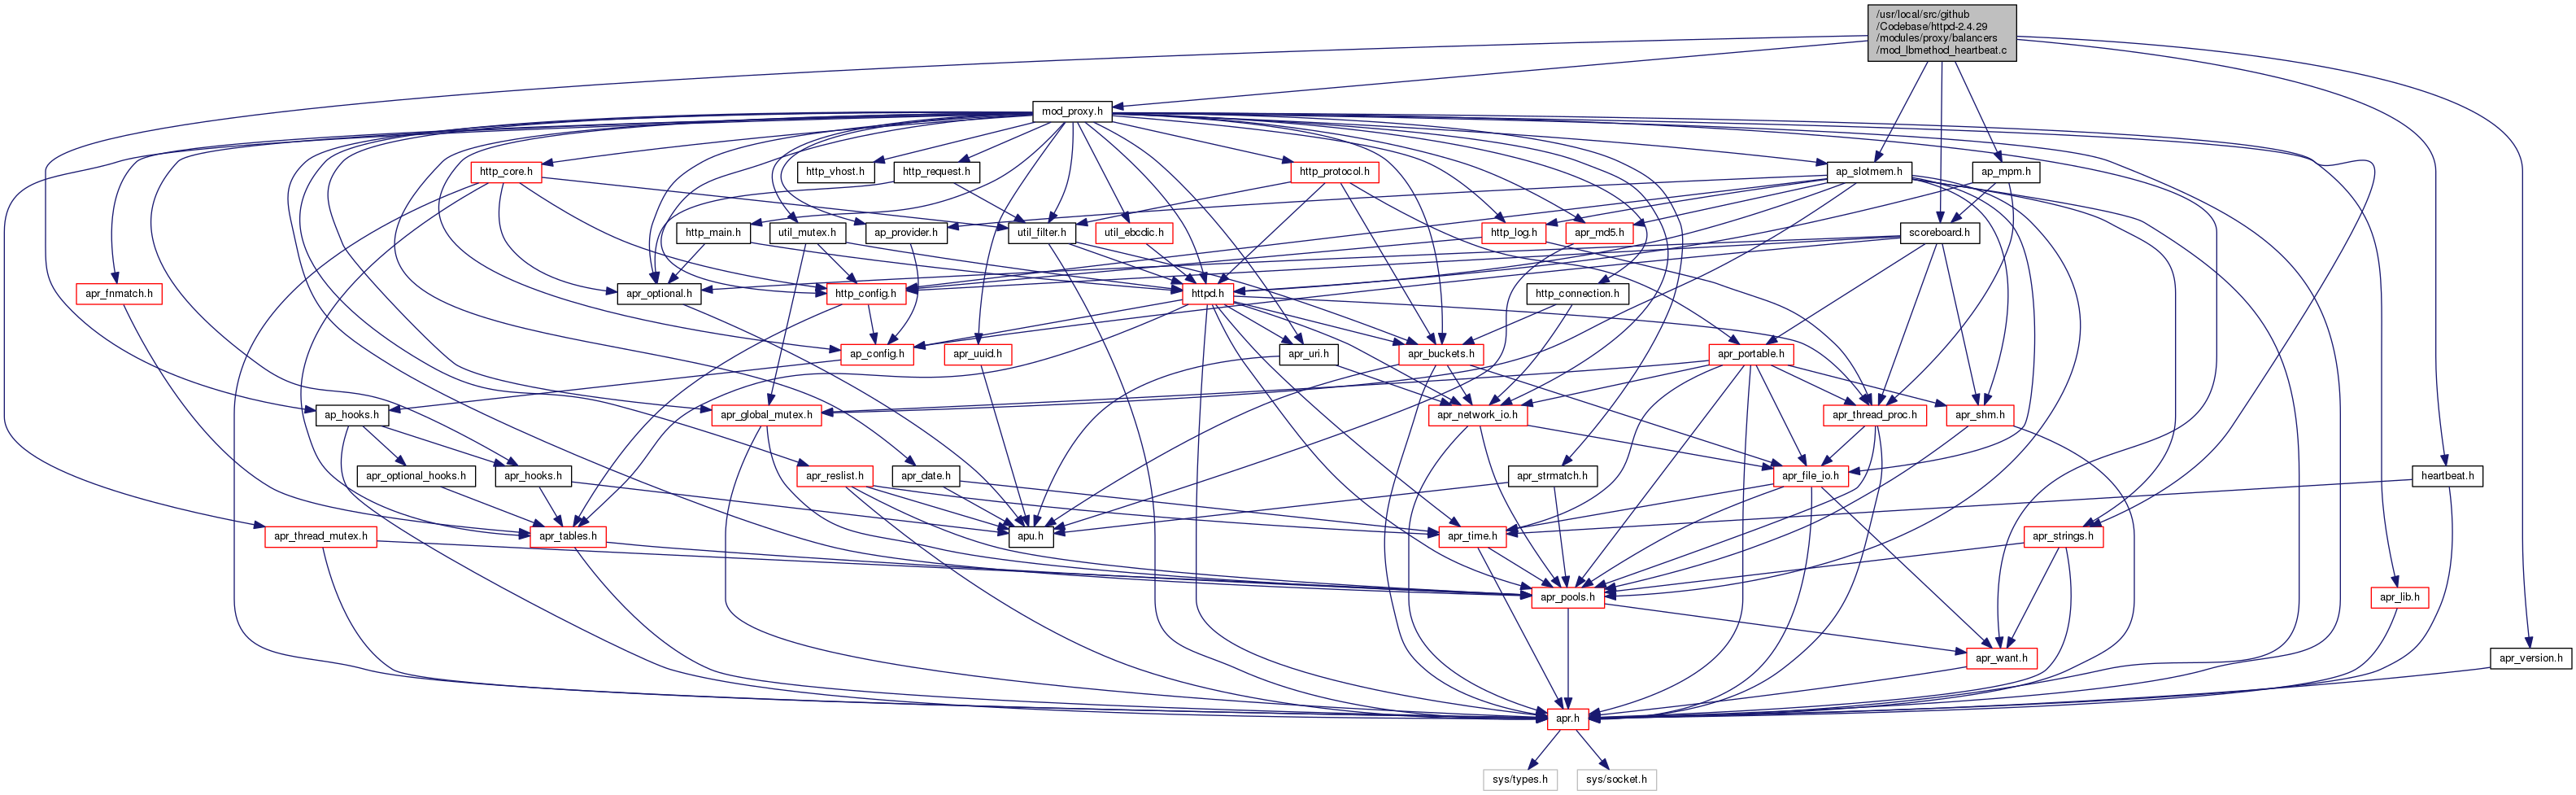 /usr/local/src/github
/Codebase/httpd-2.4.29
/modules/proxy/balancers
/mod_lbmethod_heartbeat.c
mod_proxy.h
http_core.h
http_vhost.h
http_request.h
http_protocol.h
ap_slotmem.h
ap_mpm.h
http_main.h
util_mutex.h
ap_provider.h
util_filter.h
util_ebcdic.h
http_log.h
apr_md5.h
scoreboard.h
apr_fnmatch.h
apr_optional.h
http_config.h
httpd.h
http_connection.h
ap_config.h
apr_uuid.h
apr_uri.h
apr_buckets.h
apr_portable.h
ap_hooks.h
apr_global_mutex.h
apr_network_io.h
apr_thread_proc.h
apr_shm.h
apr_optional_hooks.h
apr_hooks.h
apr_reslist.h
apr_date.h
apr_strmatch.h
apr_file_io.h
heartbeat.h
apr_thread_mutex.h
apr_tables.h
apu.h
apr_time.h
apr_strings.h
apr_pools.h
apr_lib.h
apr_want.h
apr_version.h
apr.h
sys/types.h
sys/socket.h